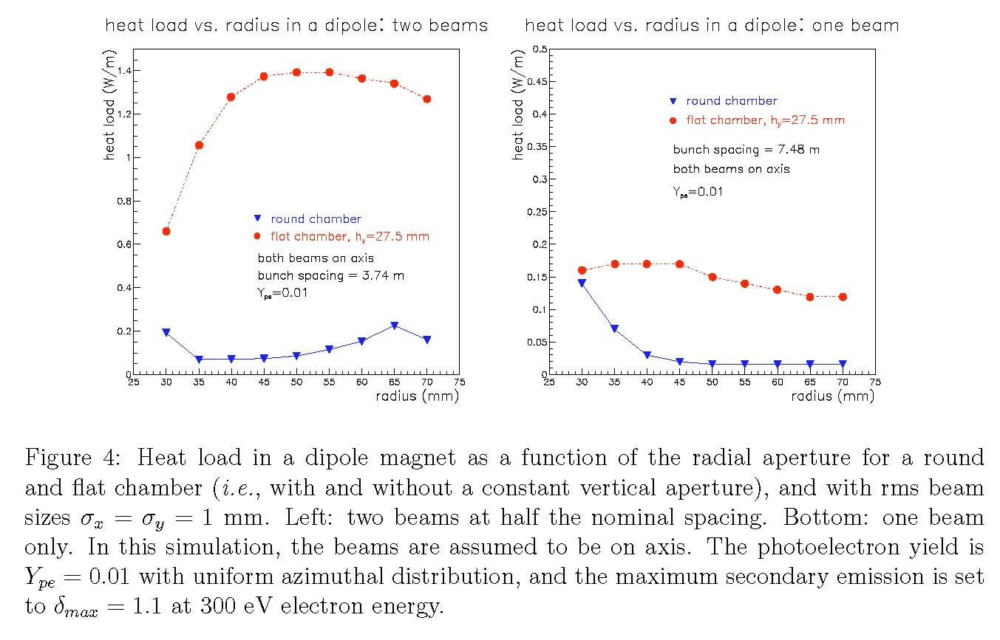 heat load vs. radius in a dipole: two beams
heat load (W/m)
1.4
1.2
1
0.8
0.6
0.4
0.2
0
round chamber
flat chamber, hy=27.5 mm
both beams on axis
bunch spacing = 3.74 m
Ype=0.01
25 30 35 40 45 50 55 60 65 70 75
radius (mm)
heat load vs. radius in a dipole: one beam
heat load (W/m)
0.5
0.45
0.4
0.35
0.3
0.25
0.2
0.15
0.1
0.05
0
round chamber
flat chamber, hy=27.5 mm
bunch spacing = 7.48 m
both beams on axis
Ype=0.01
25 30 35 40 45 50 55 60 65 70 75
radius (mm)
Figure 4: Heat load in a dipole magnet as a function of the radial aperture for a round
and flat chamber (i.e., with and without a constant vertical aperture), and with rms beam
sizes σx = σy = 1 mm. Left: two beams at half the nominal spacing. Bottom: one beam
only. In this simulation, the beams are assumed to be on axis. The photoelectron yield is
Ype = 0.01 with uniform azimuthal distribution, and the maximum secondary emission is set
to δmax = 1.1 at 300 eV electron energy.